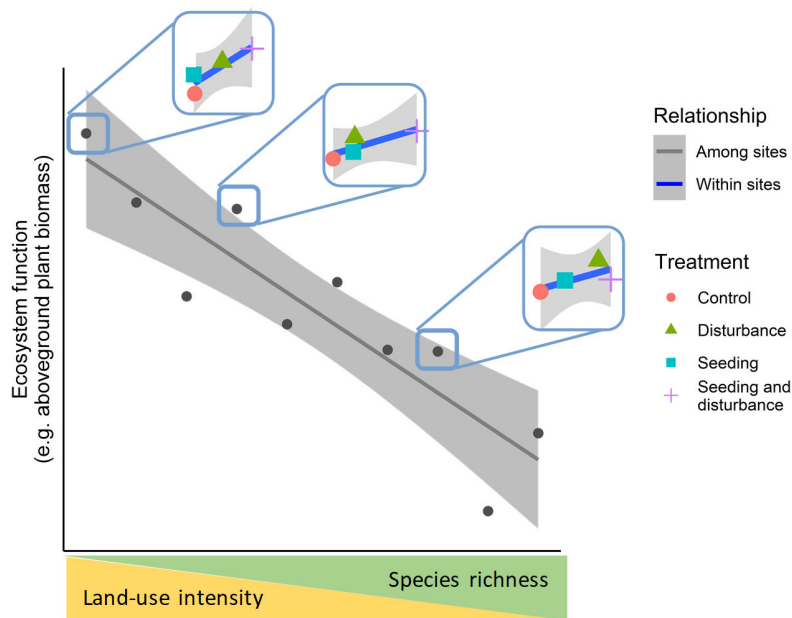 Ecosystem function
(e.g. aboveground plant biomass)
Relationship
Among sites
Within sites
Treatment
Control
Disturbance
Seeding
Seeding and
disturbance
Species richness
Land-use intensity